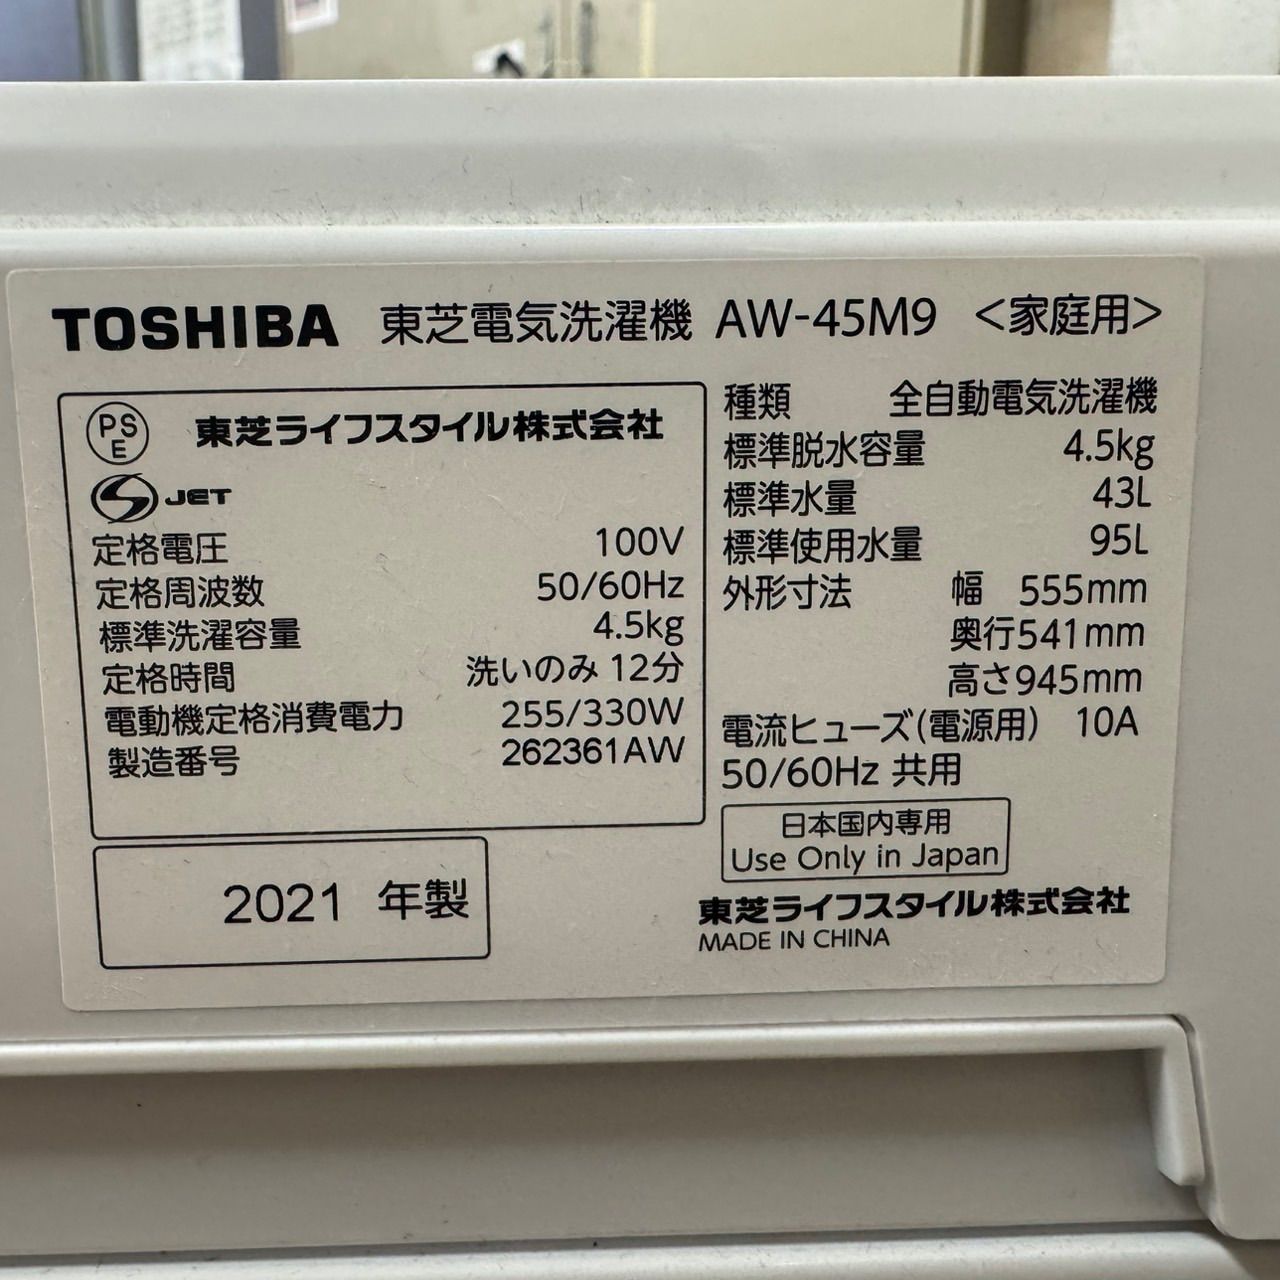 TOSHIBA 東芝電気洗濯機 AW-45M9 <家庭用>
PS
E
東芝ライフスタイル株式会社
S JET
定格電圧 100V
定格周波数 50/60Hz
標準洗濯容量 4.5kg
定格時間 洗いのみ 12分
電動機定格消費電力 255/330W
製造番号 262361AW
2021 年製
種類 全自動電気洗濯機
標準脱水容量 4.5kg
標準水量 43L
標準使用水量 95L
外形寸法 幅 555mm
奥行541mm
高さ945mm
電流ヒューズ(電源用) 10A
50/60Hz 共用
日本国内専用
Use Only in Japan
東芝ライフスタイル株式会社
MADE IN CHINA